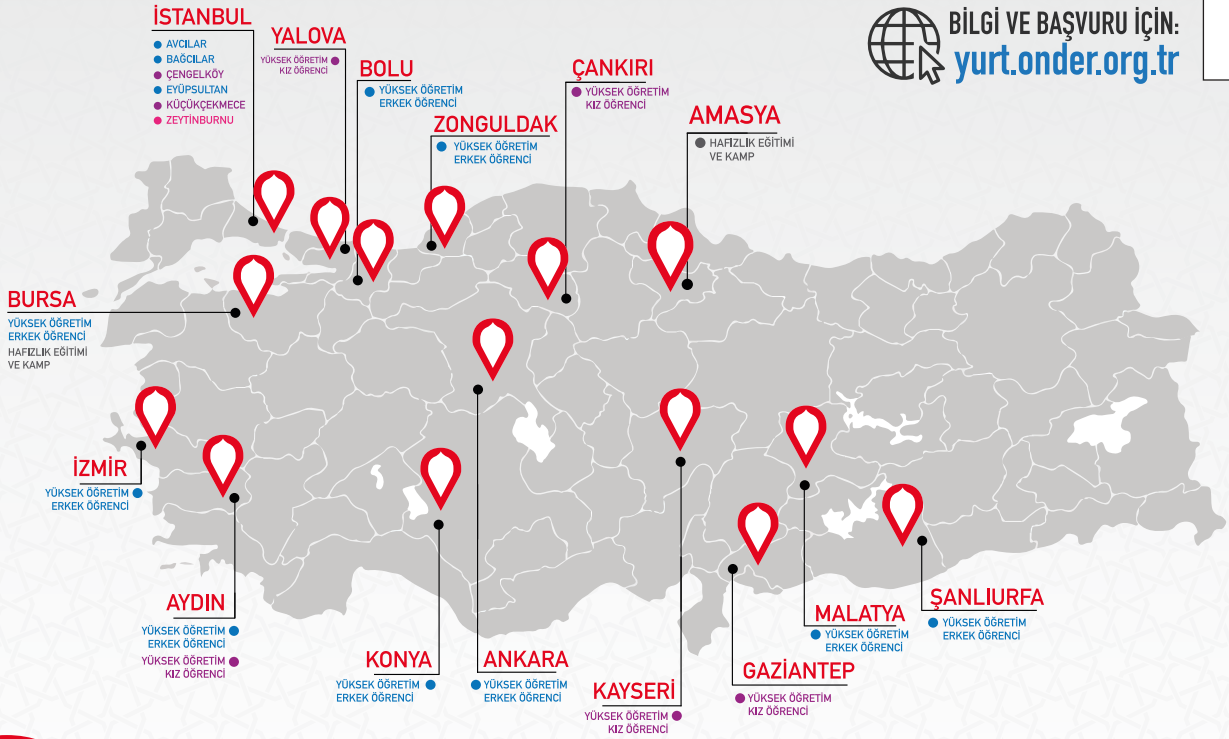 İSTANBUL
AVCILAR
BAĞCILAR
ÇENGELKÖY
EYÜPSULTAN
KÜÇÜKÇEKMECE
ZEYTİNBURNU
YALOVA
YÜKSEK ÖĞRETİM
KIZ ÖĞRENCİ
BOLU
YÜKSEK ÖĞRETİM
ERKEK ÖĞRENCİ
ZONGULDAK
YÜKSEK ÖĞRETİM
ERKEK ÖĞRENCİ
ÇANKIRI
YÜKSEK ÖĞRETİM
KIZ ÖĞRENCİ
AMASYA
HAFIZLIK EĞİTİMİ
VE KAMP
BİLGİ VE BAŞVURU İÇİN:
yurt.onder.org.tr
BURSA
YÜKSEK ÖĞRETİM
ERKEK ÖĞRENCİ
HAFIZLIK EĞİTİMİ
VE KAMP
İZMİR
YÜKSEK ÖĞRETİM
ERKEK ÖĞRENCİ
AYDIN
YÜKSEK ÖĞRETİM
ERKEK ÖĞRENCİ
YÜKSEK ÖĞRETİM
KIZ ÖĞRENCİ
KONYA
YÜKSEK ÖĞRETİM
ERKEK ÖĞRENCİ
ANKARA
YÜKSEK ÖĞRETİM
ERKEK ÖĞRENCİ
KAYSERİ
YÜKSEK ÖĞRETİM
KIZ ÖĞRENCİ
GAZİANTEP
YÜKSEK ÖĞRETİM
KIZ ÖĞRENCİ
MALATYA
YÜKSEK ÖĞRETİM
ERKEK ÖĞRENCİ
ŞANLIURFA
YÜKSEK ÖĞRETİM
ERKEK ÖĞRENCİ